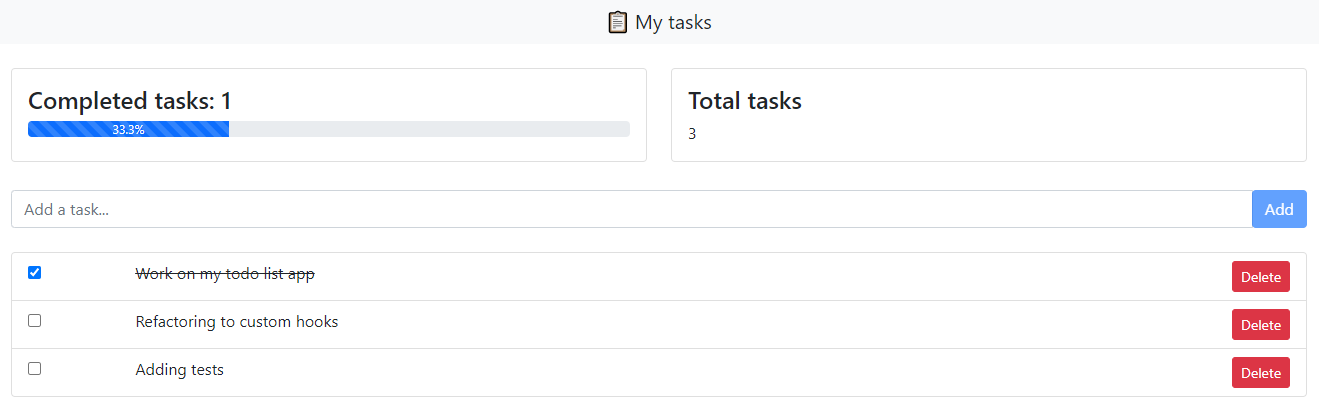 My tasks
Completed tasks: 1
33.3%
Total tasks
3
Add a task...
Add
Work on my todo list app
Delete
Refactoring to custom hooks
Delete
Adding tests
Delete